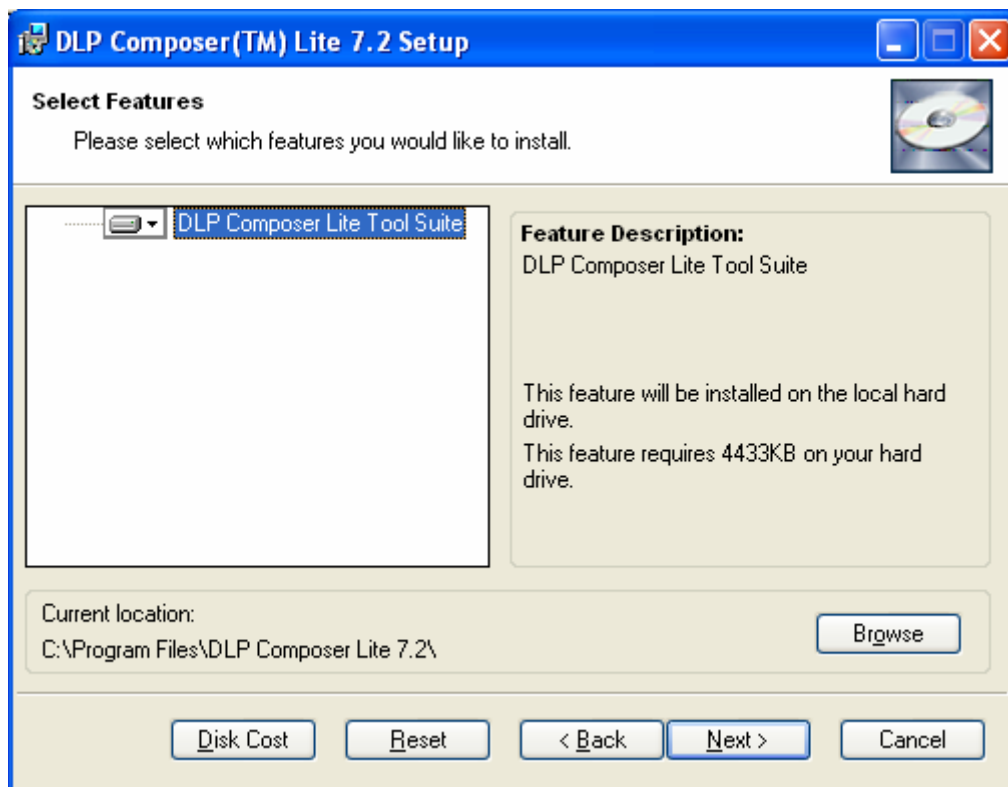 DLP Composer(TM) Lite 7.2 Setup
Select Features
Please select which features you would like to install.
DLP Composer Lite Tool Suite
Feature Description:
DLP Composer Lite Tool Suite
This feature will be installed on the local hard
drive.
This feature requires 4433KB on your hard
drive.
Current location:
C:\Program Files\DLP Composer Lite 7.2\
Browse
Disk Cost
Reset
< Back
Next >
Cancel